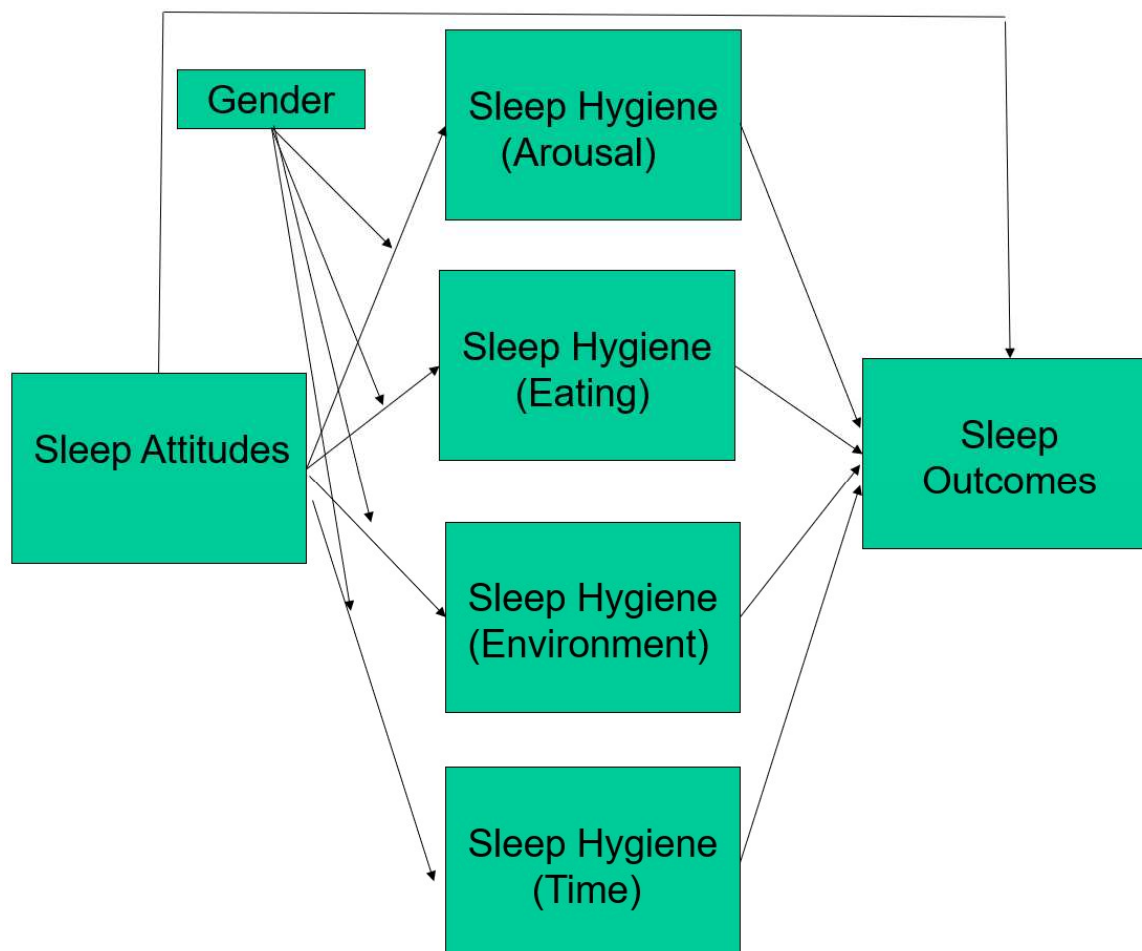 Gender
Sleep Hygiene
(Arousal)
Sleep Hygiene
(Eating)
Sleep Attitudes
Sleep
Outcomes
Sleep Hygiene
(Environment)
Sleep Hygiene
(Time)